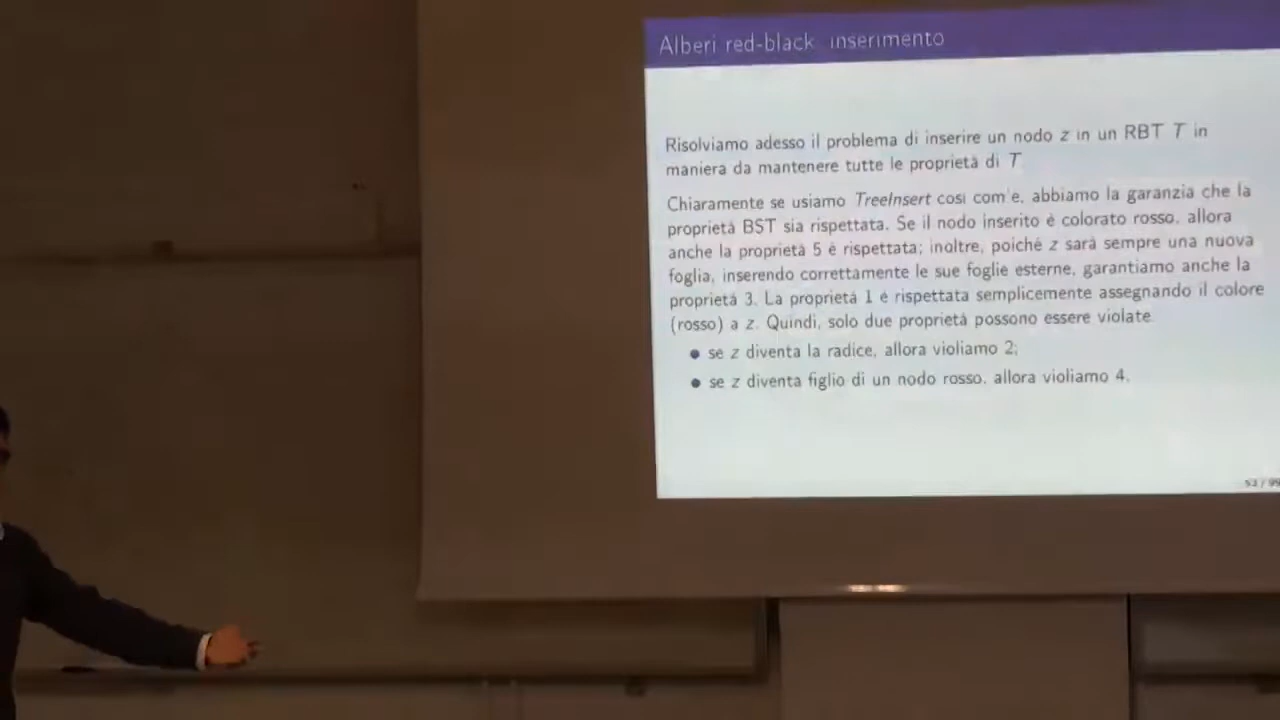 Alberi red-black inserimento
Risolviamo adesso il problema di inserire un nodo z in un RBT T in
maniera da mantenere tutte le proprietà di T
Chiaramente se usiamo TreeInsert così com'è, abbiamo la garanzia che la
proprietà BST sia rispettata. Se il nodo inserito è colorato rosso, allora
anche la proprietà 5 è rispettata; inoltre, poiché z sarà sempre una nuova
foglia, inserendo correttamente le sue foglie esterne, garantiamo anche la
proprietà 3. La proprietà 1 è rispettata semplicemente assegnando il colore
(rosso) a z. Quindi, solo due proprietà possono essere violate
● se z diventa la radice, allora violiamo 2;
● se z diventa figlio di un nodo rosso, allora violiamo 4.
53 / 95